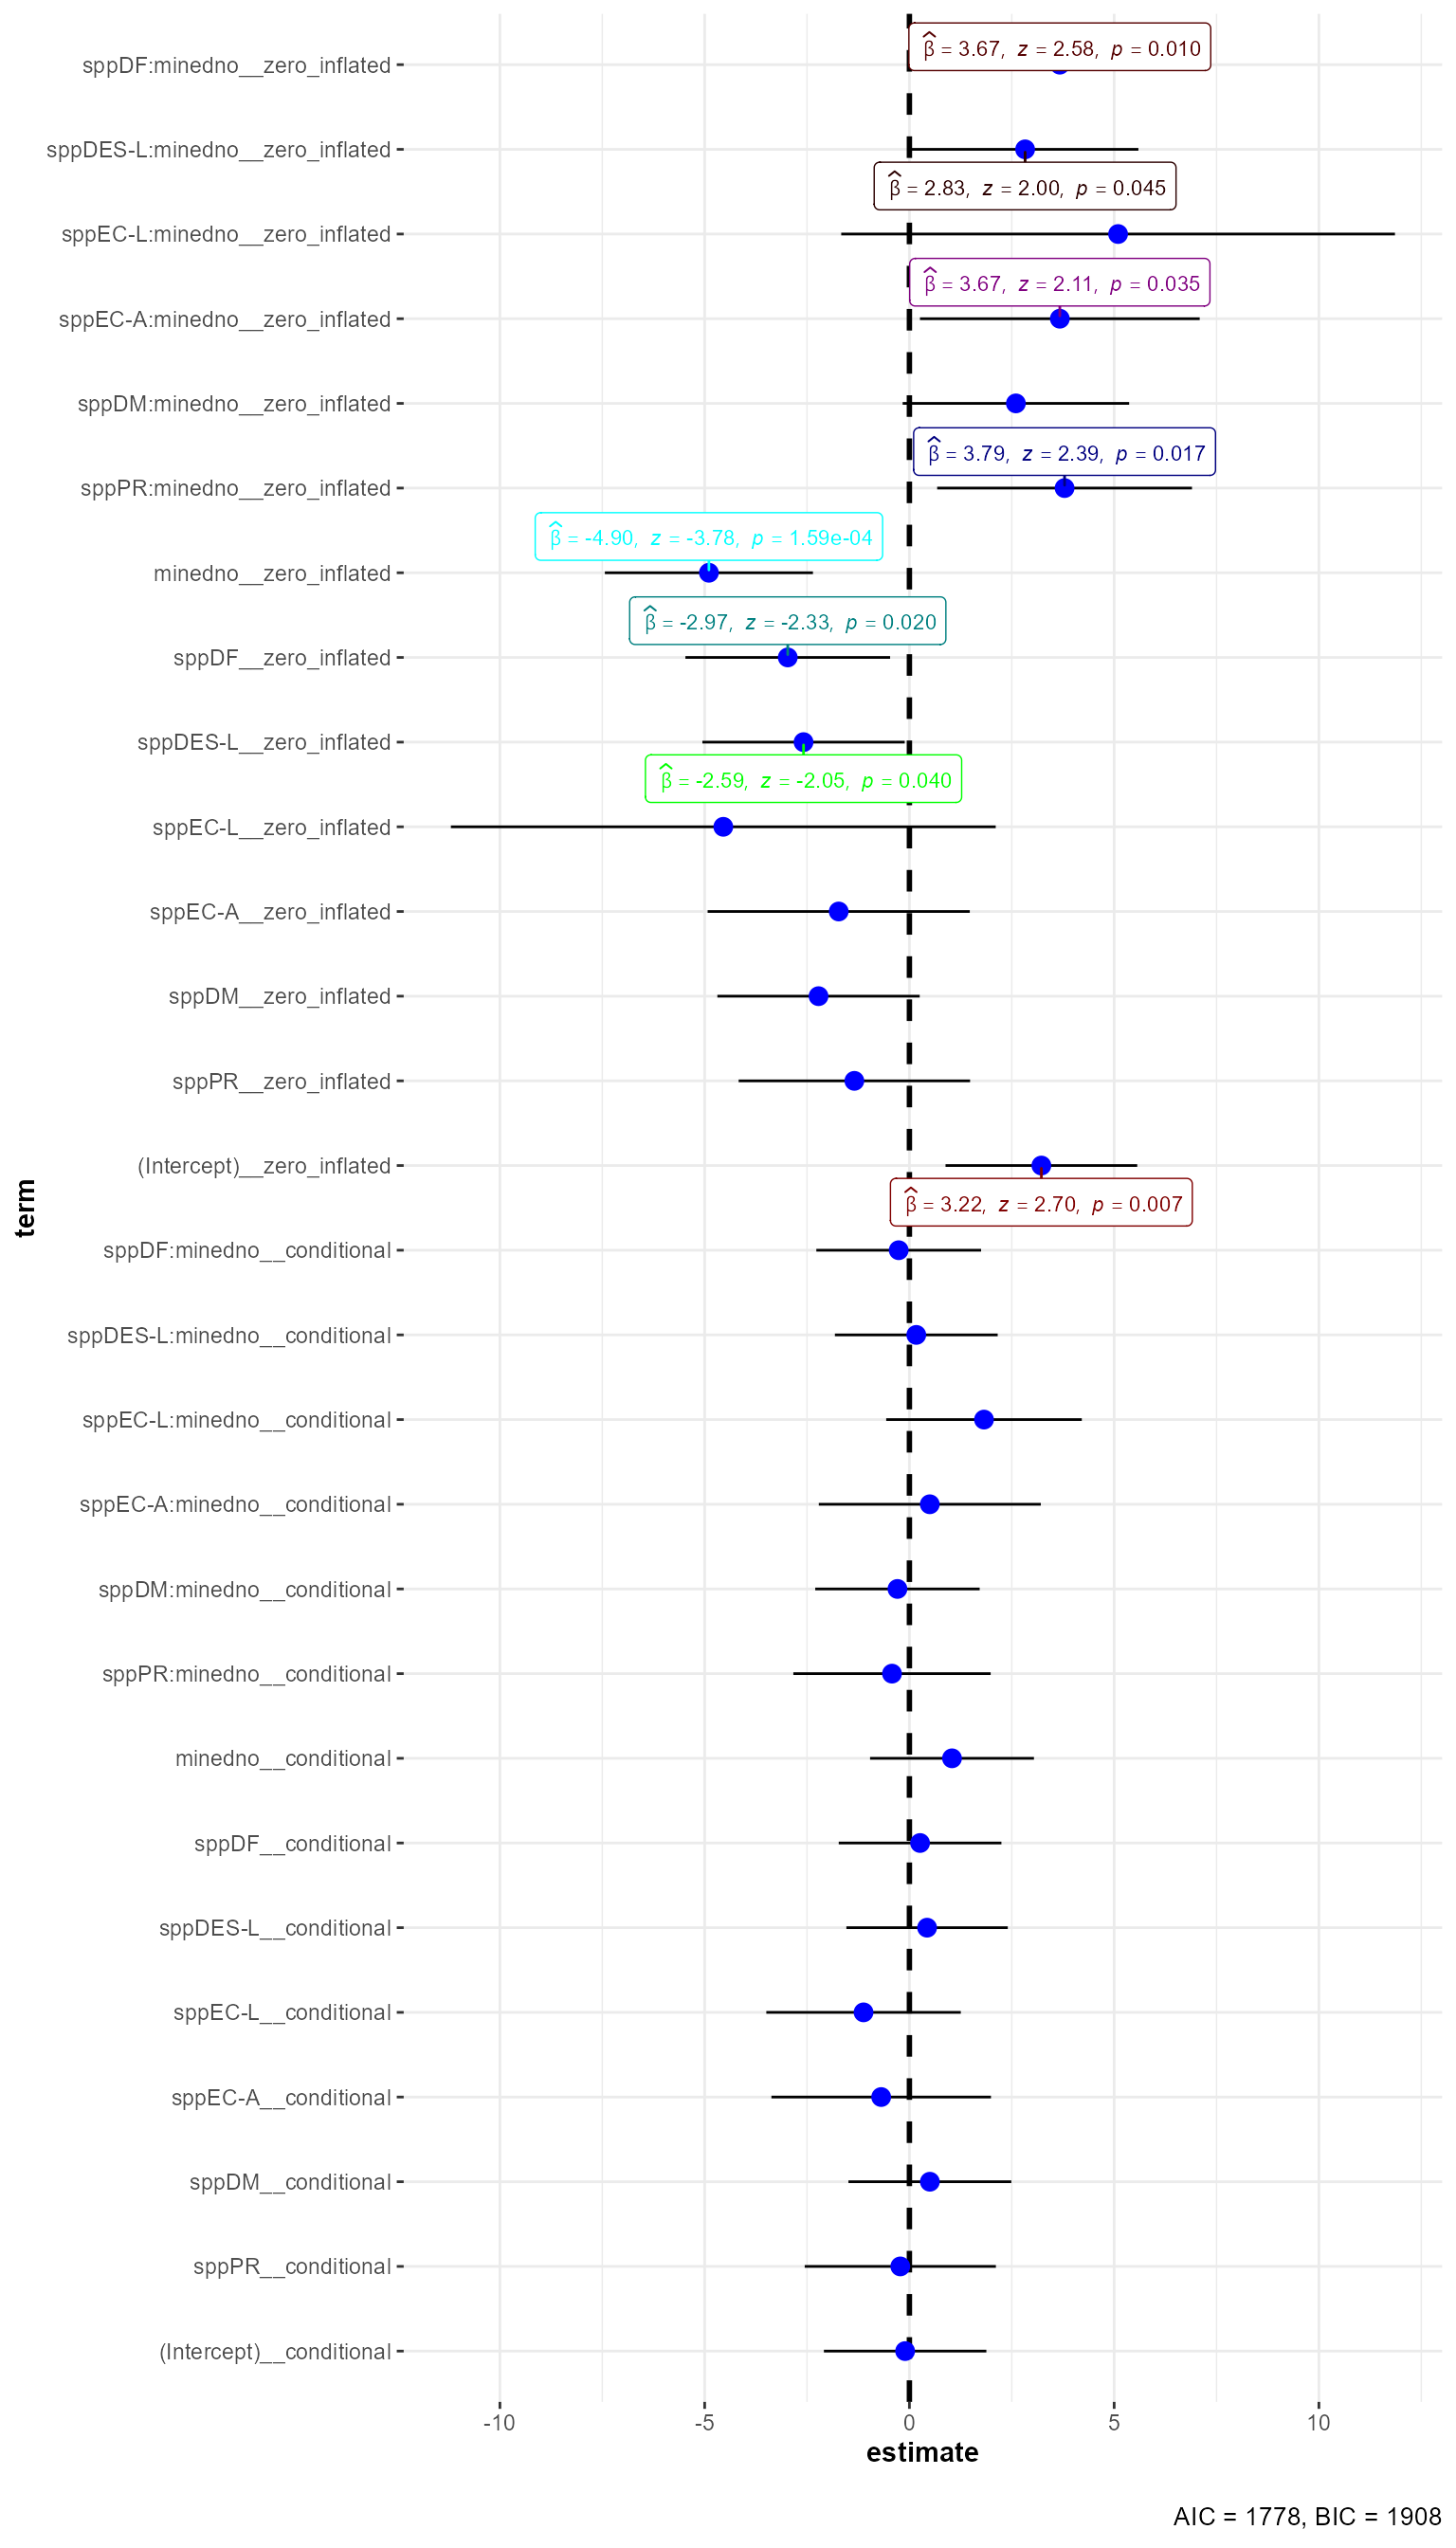 β̂ = 3.67, z = 2.58, p = 0.010
sppDF:minedno__zero_inflated
sppDES-L:minedno__zero_inflated
β̂ = 2.83, z = 2.00, p = 0.045
sppEC-L:minedno__zero_inflated
β̂ = 3.67, z = 2.11, p = 0.035
sppEC-A:minedno__zero_inflated
sppDM:minedno__zero_inflated
β̂ = 3.79, z = 2.39, p = 0.017
sppPR:minedno__zero_inflated
β̂ = -4.90, z = -3.78, p = 1.59e-04
minedno__zero_inflated
β̂ = -2.97, z = -2.33, p = 0.020
sppDF__zero_inflated
sppDES-L__zero_inflated
β̂ = -2.59, z = -2.05, p = 0.040
sppEC-L__zero_inflated
sppEC-A__zero_inflated
sppDM__zero_inflated
sppPR__zero_inflated
(Intercept)__zero_inflated
β̂ = 3.22, z = 2.70, p = 0.007
term
sppDF:minedno__conditional
sppDES-L:minedno__conditional
sppEC-L:minedno__conditional
sppEC-A:minedno__conditional
sppDM:minedno__conditional
sppPR:minedno__conditional
minedno__conditional
sppDF__conditional
sppDES-L__conditional
sppEC-L__conditional
sppEC-A__conditional
sppDM__conditional
sppPR__conditional
(Intercept)__conditional
-10 -5 0 5 10
estimate
AIC = 1778, BIC = 1908